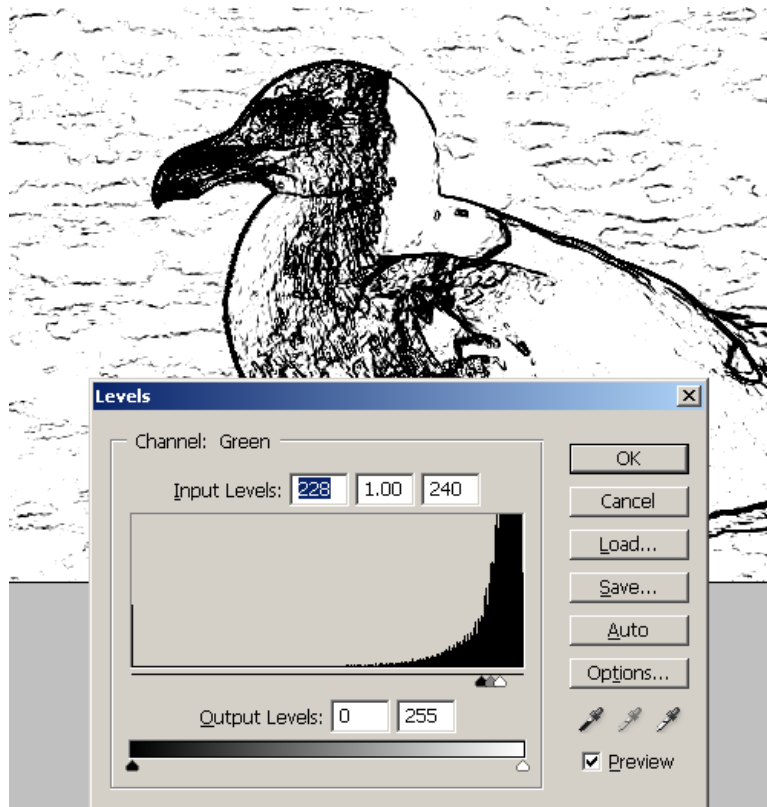 Levels
Channel: Green
Input Levels: 228 1.00 240
Output Levels: 0 255
OK
Cancel
Load...
Save...
Auto
Options...
Preview